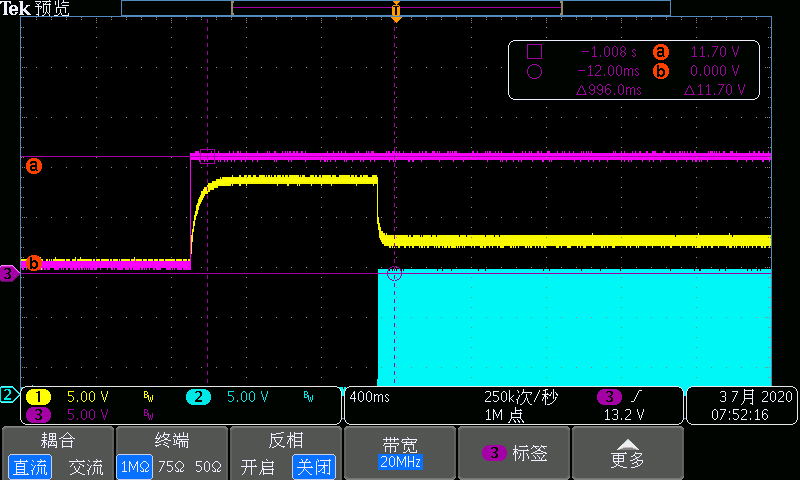 Tek 预览
T
−1.008 s a 11.70 V
−12.00ms b 0.000 V
△996.0ms △11.70 V
a
b
3
2
1 5.00 V BW 2 5.00 V BW
3 5.00 V BW
400ms 250k次/秒 3 13.2 V
1M 点
3 7月 2020
07:52:16
耦合
直流 交流
终端
1MΩ 75Ω 50Ω
反相
开启 关闭
带宽
20MHz
3 标签
更多